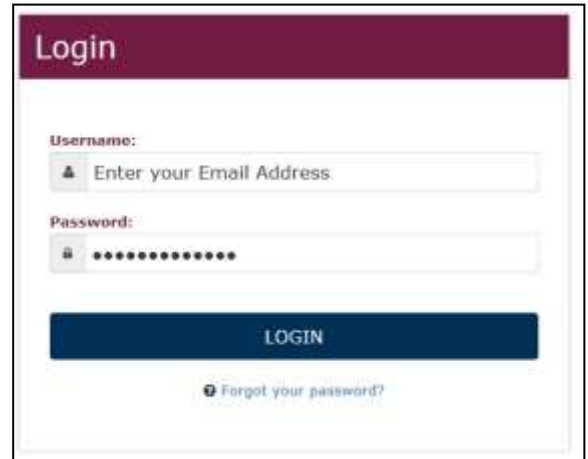 Login
Username:
Enter your Email Address
Password:
•••••••••••••
LOGIN
Forgot your password?